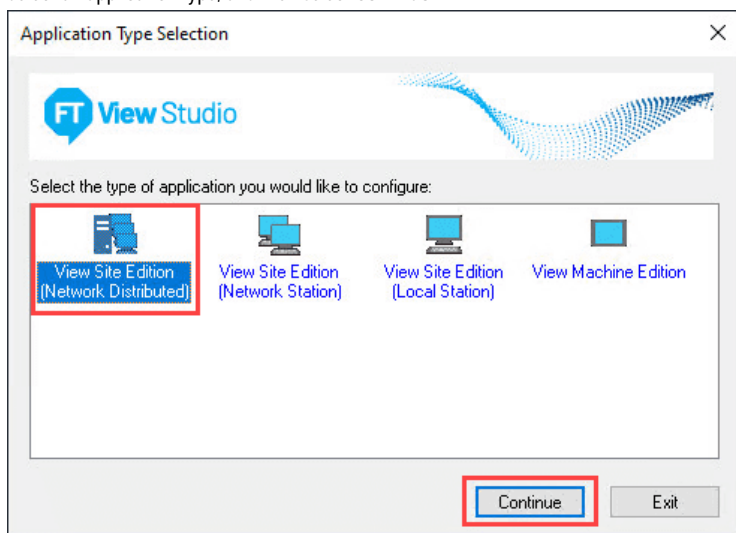 Application Type Selection
FT View Studio
Select the type of application you would like to configure:
View Site Edition
(Network Distributed)
View Site Edition
(Network Station)
View Site Edition
(Local Station)
View Machine Edition
Continue
Exit